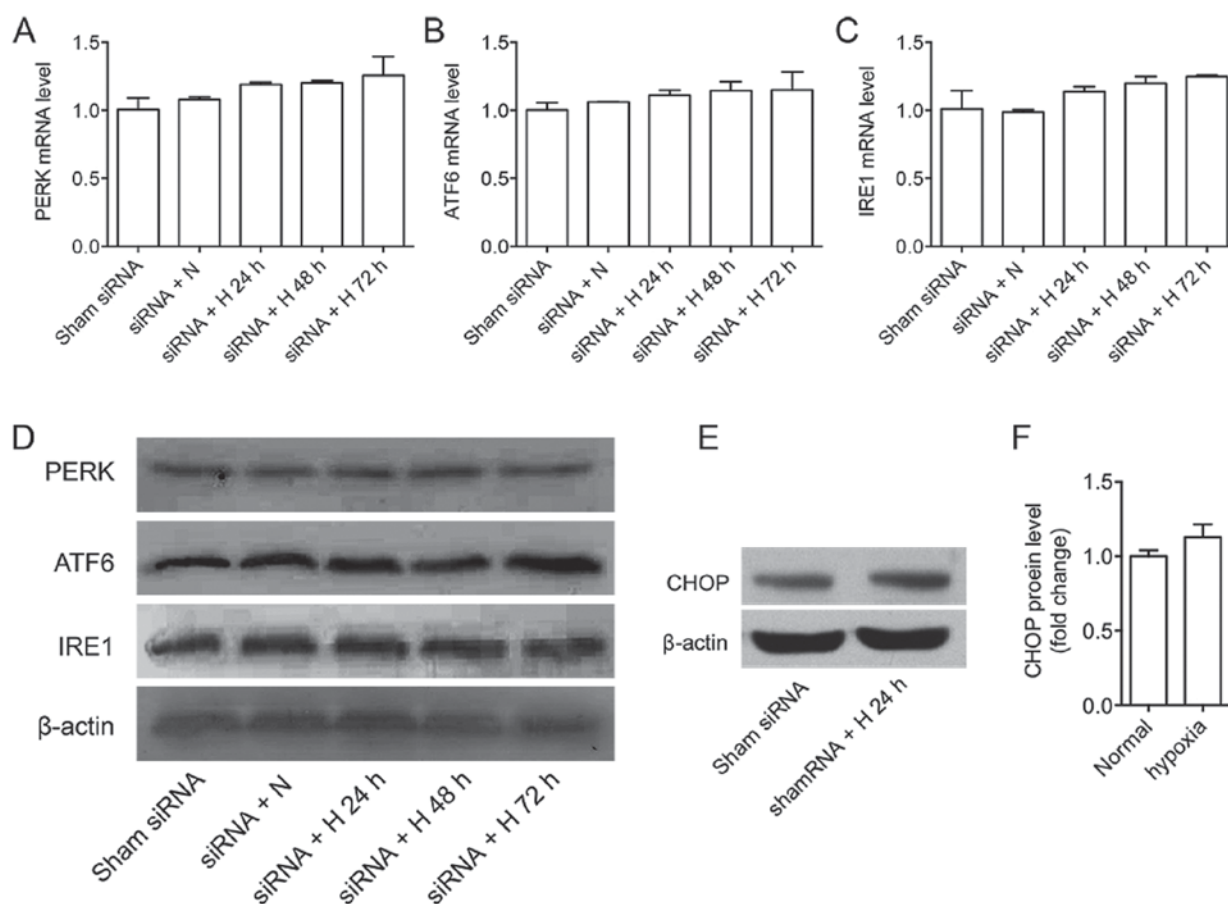 A
PERK mRNA level
1.5
1.0
0.5
0.0
Sham siRNA
siRNA + N
siRNA + H 24 h
siRNA + H 48 h
siRNA + H 72 h
B
ATF6 mRNA level
1.5
1.0
0.5
0.0
Sham siRNA
siRNA + N
siRNA + H 24 h
siRNA + H 48 h
siRNA + H 72 h
C
IRE1 mRNA level
1.5
1.0
0.5
0.0
Sham siRNA
siRNA + N
siRNA + H 24 h
siRNA + H 48 h
siRNA + H 72 h
D
PERK
ATF6
IRE1
β-actin
Sham siRNA
siRNA + N
siRNA + H 24 h
siRNA + H 48 h
siRNA + H 72 h
E
CHOP
β-actin
Sham siRNA
shamRNA + H 24 h
F
CHOP proein level
(fold change)
1.5
1.0
0.5
0.0
Normal
hypoxia